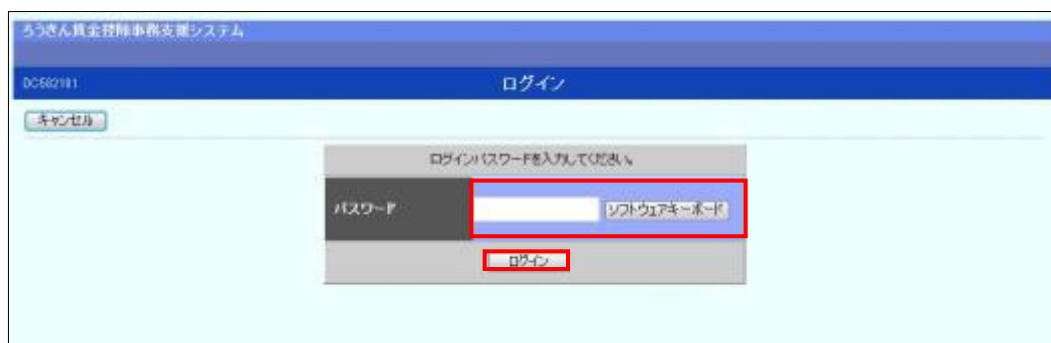 ろうきん賃金控除事務支援システム
DC582101 ログイン
キャンセル
ログインパスワードを入力してください。
パスワード ソフトウェアキーボード
ログイン